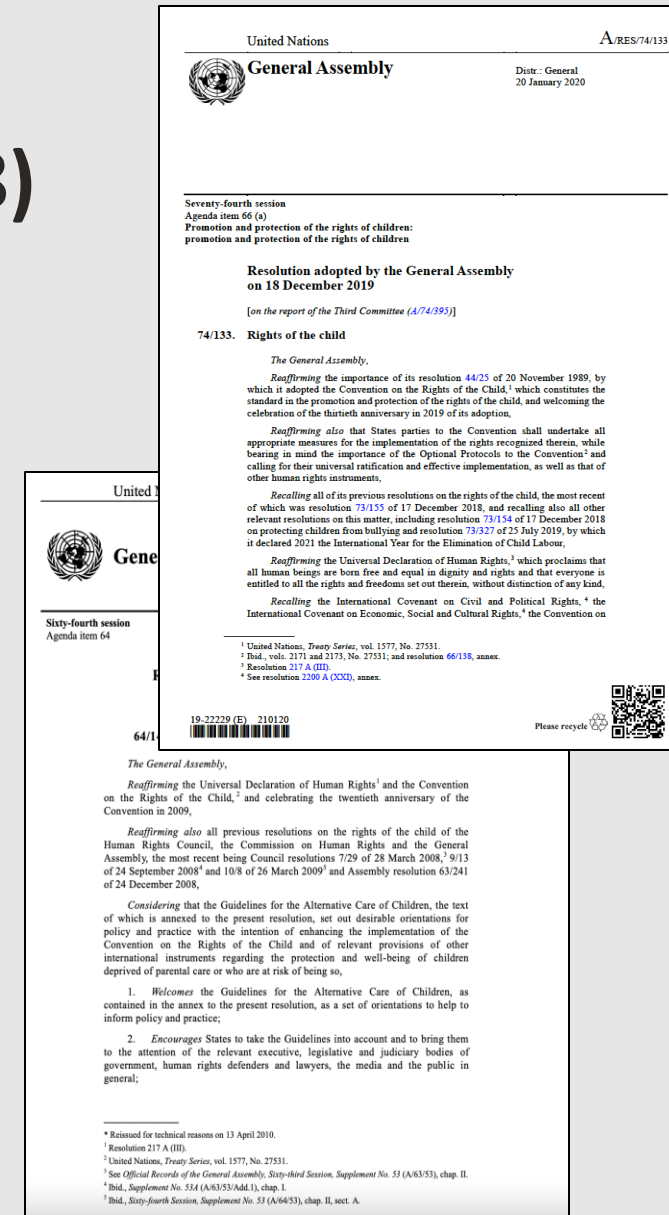 3)
United Nations
A/RES/74/133
General Assembly
Distr.: General
20 January 2020
Seventy-fourth session
Agenda item 66 (a)
Promotion and protection of the rights of children:
promotion and protection of the rights of children
Resolution adopted by the General Assembly
on 18 December 2019
[on the report of the Third Committee (A/74/395)]
74/133. Rights of the child
The General Assembly,
Reaffirming the importance of its resolution 44/25 of 20 November 1989, by
which it adopted the Convention on the Rights of the Child,¹ which constitutes the
standard in the promotion and protection of the rights of the child, and welcoming the
celebration of the thirtieth anniversary in 2019 of its adoption,
Reaffirming also that States parties to the Convention shall undertake all
appropriate measures for the implementation of the rights recognized therein, while
bearing in mind the importance of the Optional Protocols to the Convention² and
calling for their universal ratification and effective implementation, as well as that of
other human rights instruments,
Recalling all of its previous resolutions on the rights of the child, the most recent
of which was resolution 73/155 of 17 December 2018, and recalling also all other
relevant resolutions on this matter, including resolution 73/154 of 17 December 2018
on protecting children from bullying and resolution 73/327 of 25 July 2019, by which
it declared 2021 the International Year for the Elimination of Child Labour,
Reaffirming the Universal Declaration of Human Rights,³ which proclaims that
all human beings are born free and equal in dignity and rights and that everyone is
entitled to all the rights and freedoms set out therein, without distinction of any kind,
Recalling the International Covenant on Civil and Political Rights, ⁴ the
International Covenant on Economic, Social and Cultural Rights,⁴ the Convention on
¹ United Nations, Treaty Series, vol. 1577, No. 27531.
² Ibid., vols. 2171 and 2173, No. 27531; and resolution 66/138, annex.
³ Resolution 217 A (III).
⁴ See resolution 2200 A (XXI), annex.
19-22229 (E) 210120
Please recycle
United
Gene
Sixty-fourth session
Agenda item 64
64/1
The General Assembly,
Reaffirming the Universal Declaration of Human Rights¹ and the Convention
on the Rights of the Child,² and celebrating the twentieth anniversary of the
Convention in 2009,
Reaffirming also all previous resolutions on the rights of the child of the
Human Rights Council, the Commission on Human Rights and the General
Assembly, the most recent being Council resolutions 7/29 of 28 March 2008,³ 9/13
of 24 September 2008⁴ and 10/8 of 26 March 2009⁵ and Assembly resolution 63/241
of 24 December 2008,
Considering that the Guidelines for the Alternative Care of Children, the text
of which is annexed to the present resolution, set out desirable orientations for
policy and practice with the intention of enhancing the implementation of the
Convention on the Rights of the Child and of relevant provisions of other
international instruments regarding the protection and well-being of children
deprived of parental care or who are at risk of being so,
1. Welcomes the Guidelines for the Alternative Care of Children, as
contained in the annex to the present resolution, as a set of orientations to help to
inform policy and practice;
2. Encourages States to take the Guidelines into account and to bring them
to the attention of the relevant executive, legislative and judiciary bodies of
government, human rights defenders and lawyers, the media and the public in
general;
* Reissued for technical reasons on 13 April 2010.
¹ Resolution 217 A (III).
² United Nations, Treaty Series, vol. 1577, No. 27531.
³ See Official Records of the General Assembly, Sixty-third Session, Supplement No. 53 (A/63/53), chap. II.
⁴ Ibid., Supplement No. 53A (A/63/53/Add.1), chap. I.
⁵ Ibid., Sixty-fourth Session, Supplement No. 53 (A/64/53), chap. II, sect. A.